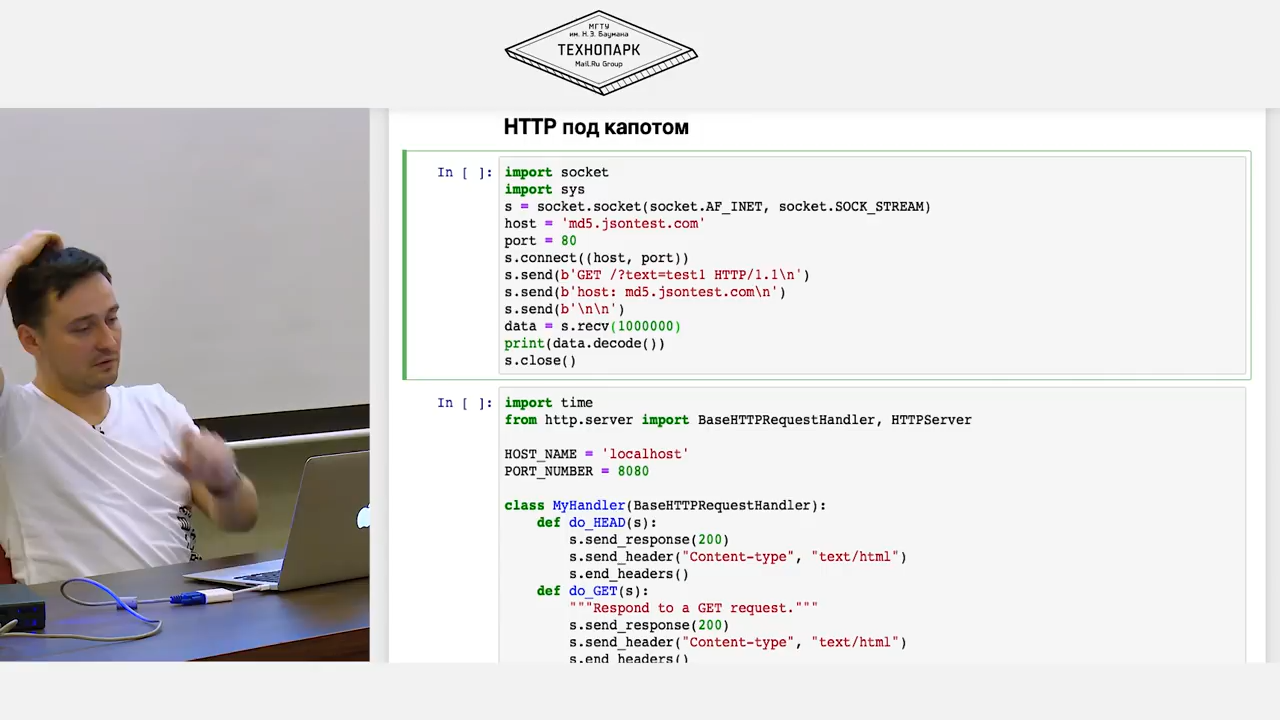 МГТУ
им. Н.Э. Баумана
ТЕХНОПАРК
Mail.Ru Group
HTTP под капотом
In [ ]:
import socket
import sys
s = socket.socket(socket.AF_INET, socket.SOCK_STREAM)
host = 'md5.jsontest.com'
port = 80
s.connect((host, port))
s.send(b'GET /?text=test1 HTTP/1.1\n')
s.send(b'host: md5.jsontest.com\n')
s.send(b'\n\n')
data = s.recv(1000000)
print(data.decode())
s.close()
In [ ]:
import time
from http.server import BaseHTTPRequestHandler, HTTPServer
HOST_NAME = 'localhost'
PORT_NUMBER = 8080
class MyHandler(BaseHTTPRequestHandler):
    def do_HEAD(s):
        s.send_response(200)
        s.send_header("Content-type", "text/html")
        s.end_headers()
    def do_GET(s):
        """Respond to a GET request."""
        s.send_response(200)
        s.send_header("Content-type", "text/html")
        s.end_headers()